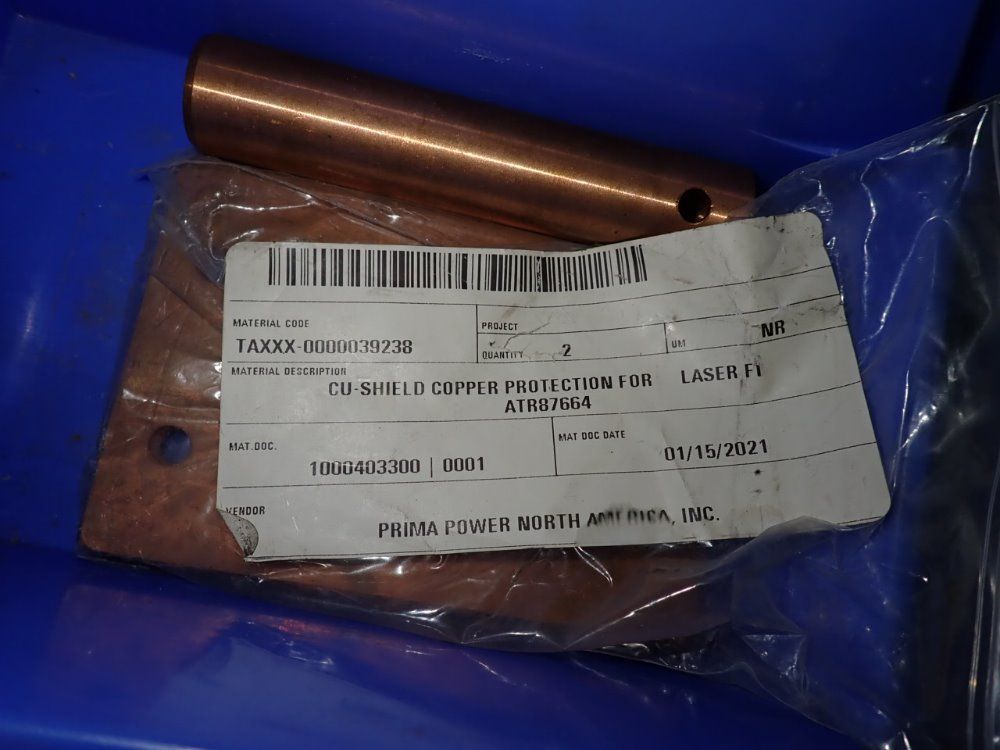 MATERIAL CODE
TAXXX-0000039238
PROJECT
QUANTITY 2
UM NR
MATERIAL DESCRIPTION
CU-SHIELD COPPER PROTECTION FOR LASER FI
ATR87664
MAT.DOC.
1000403300 | 0001
MAT DOC DATE
01/15/2021
VENDOR
PRIMA POWER NORTH AMERICA, INC.